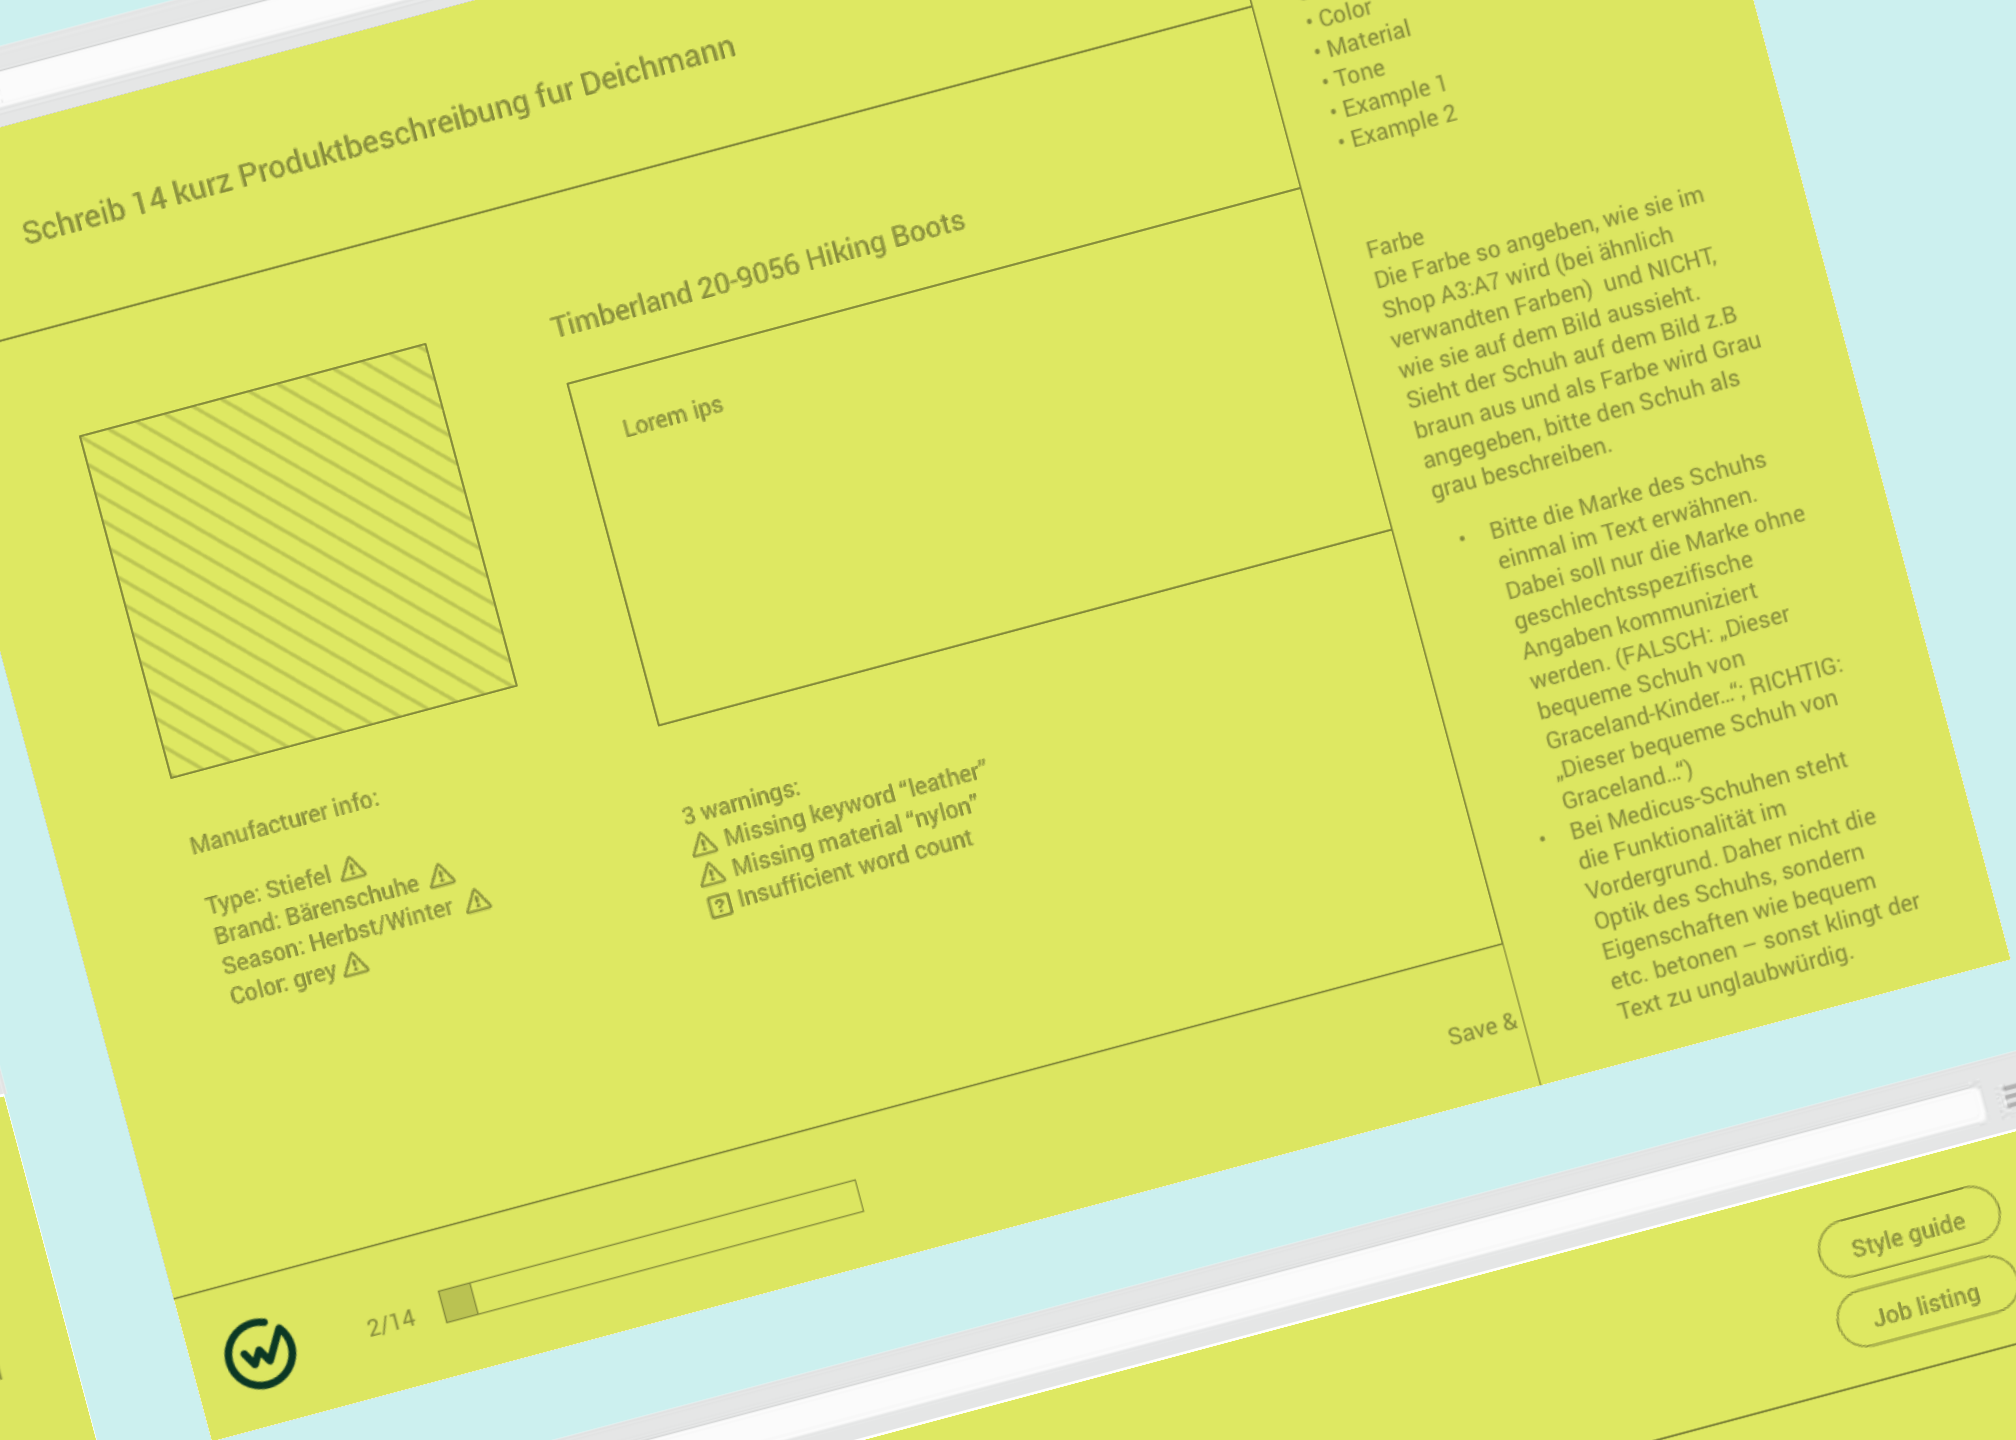 Schreib 14 kurz Produktbeschreibung fur Deichmann
Timberland 20-9056 Hiking Boots
Lorem ips
Manufacturer info:
Type: Stiefel
Brand: Bärenschuhe
Season: Herbst/Winter
Color: grey
3 warnings:
Missing keyword “leather”
Missing material “nylon”
Insufficient word count
Save &
2/14
• Color
• Material
• Tone
• Example 1
• Example 2
Farbe
Die Farbe so angeben, wie sie im
Shop A3:A7 wird (bei ähnlich
verwandten Farben) und NICHT,
wie sie auf dem Bild aussieht.
Sieht der Schuh auf dem Bild z.B
braun aus und als Farbe wird Grau
angegeben, bitte den Schuh als
grau beschreiben.
• Bitte die Marke des Schuhs
einmal im Text erwähnen.
Dabei soll nur die Marke ohne
geschlechtsspezifische
Angaben kommuniziert
werden. (FALSCH: „Dieser
bequeme Schuh von
Graceland-Kinder...“; RICHTIG:
„Dieser bequeme Schuh von
Graceland...“)
• Bei Medicus-Schuhen steht
die Funktionalität im
Vordergrund. Daher nicht die
Optik des Schuhs, sondern
Eigenschaften wie bequem
etc. betonen – sonst klingt der
Text zu unglaubwürdig.
Style guide
Job listing